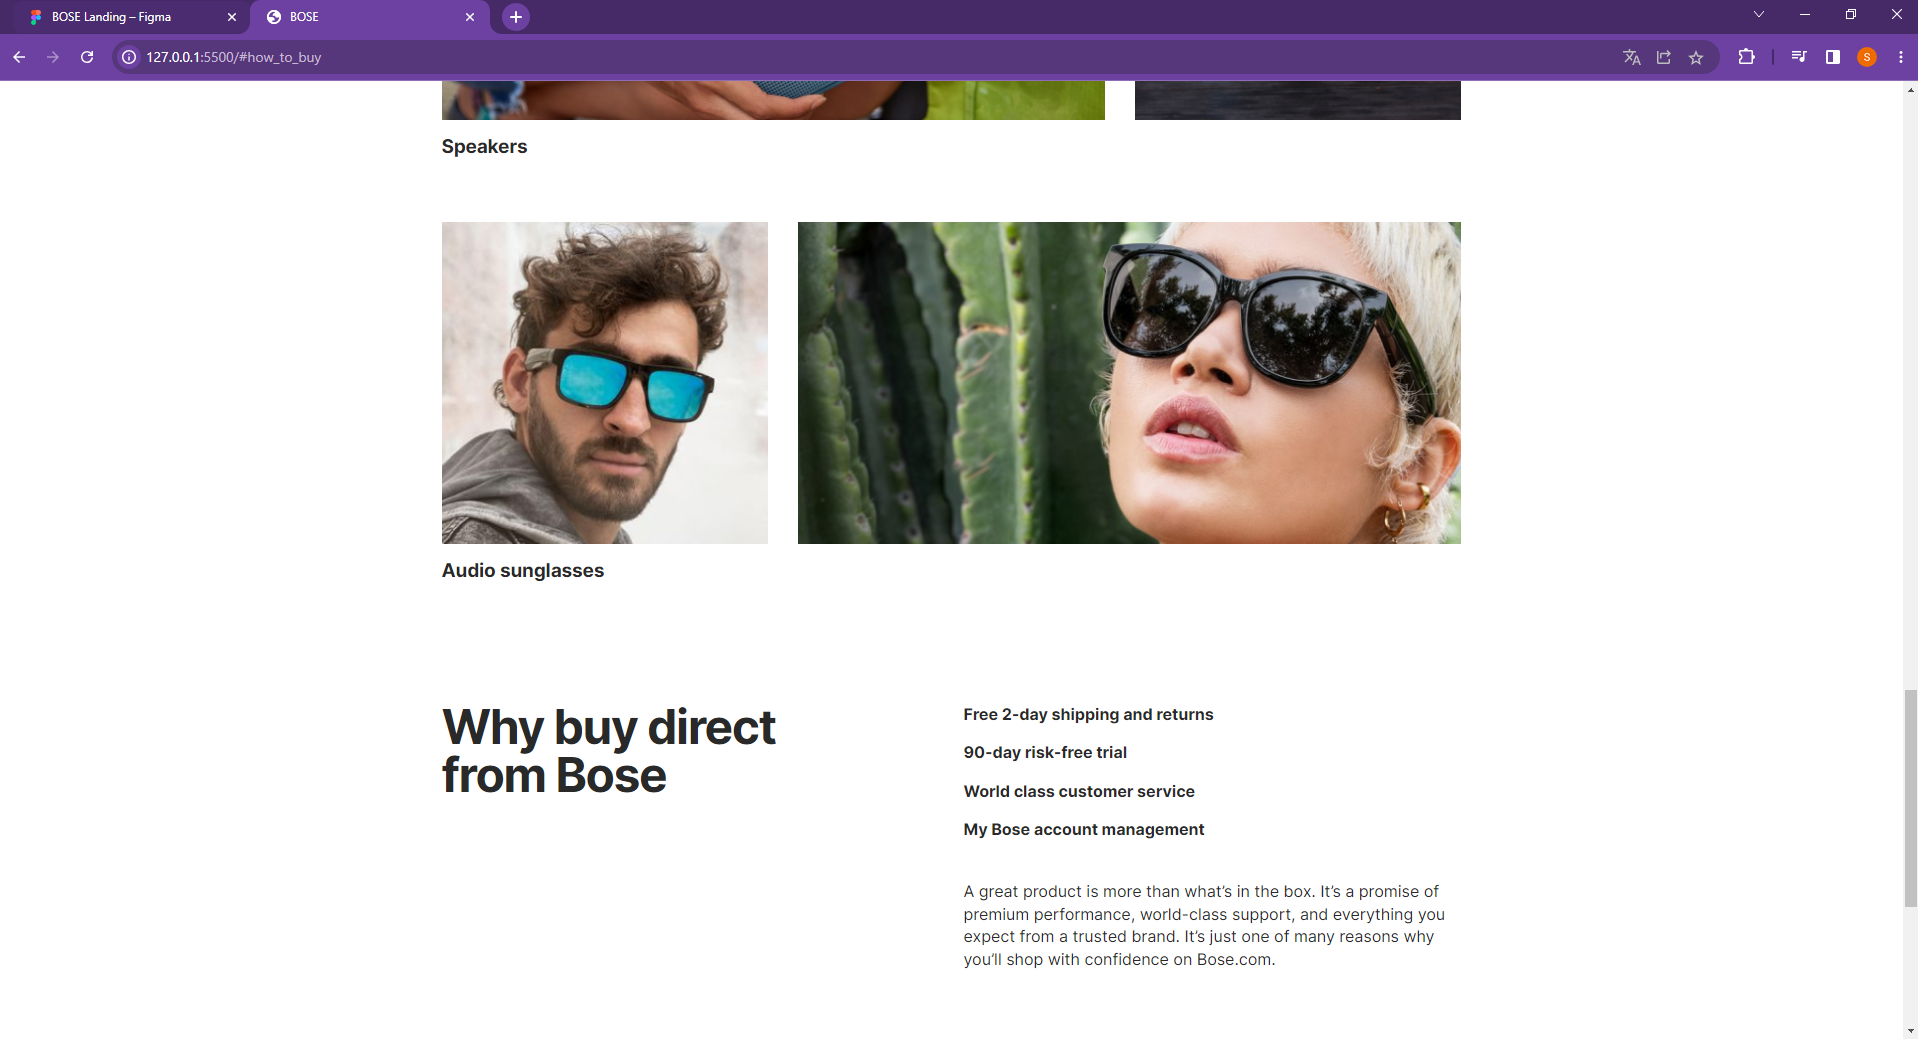 BOSE Landing – Figma
BOSE
127.0.0.1:5500/#how_to_buy
S
Speakers
Audio sunglasses
Why buy direct
from Bose
Free 2-day shipping and returns
90-day risk-free trial
World class customer service
My Bose account management
A great product is more than what’s in the box. It’s a promise of
premium performance, world-class support, and everything you
expect from a trusted brand. It’s just one of many reasons why
you’ll shop with confidence on Bose.com.